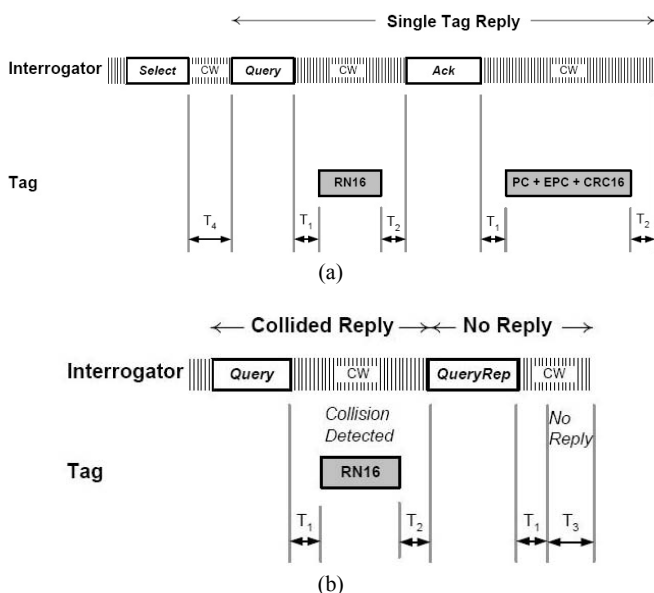 Single Tag Reply
Interrogator Select CW Query CW Ack CW
Tag RN16 PC + EPC + CRC16
T4 T1 T2 T1 T2
(a)
Collided Reply No Reply
Interrogator Query CW QueryRep CW
Collision Detected No Reply
Tag RN16
T1 T2 T1 T3
(b)